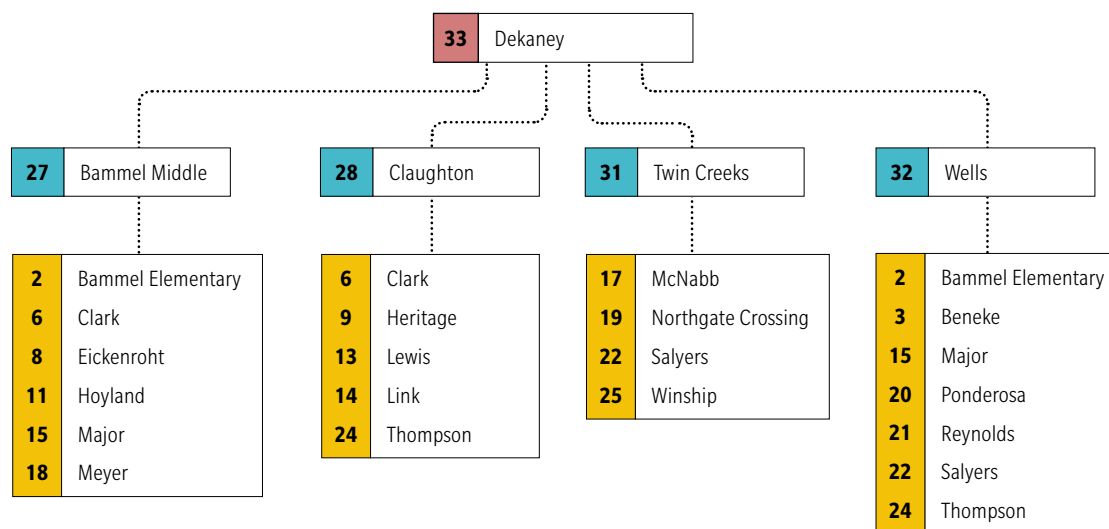 33 Dekaney
27 Bammel Middle
28 Claughton
31 Twin Creeks
32 Wells
2 Bammel Elementary
6 Clark
8 Eickenroht
11 Hoyland
15 Major
18 Meyer
6 Clark
9 Heritage
13 Lewis
14 Link
24 Thompson
17 McNabb
19 Northgate Crossing
22 Salyers
25 Winship
2 Bammel Elementary
3 Beneke
15 Major
20 Ponderosa
21 Reynolds
22 Salyers
24 Thompson